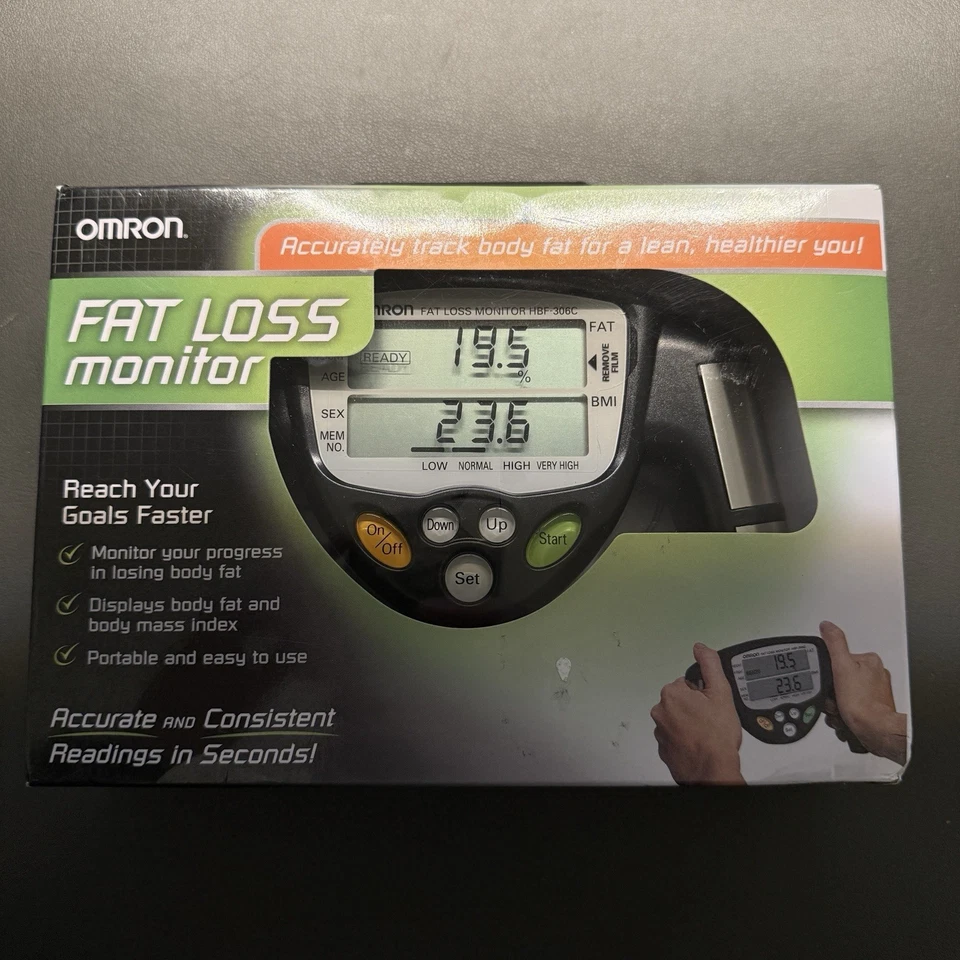 OMRON®
Accurately track body fat for a lean, healthier you!
FAT LOSS
monitor
OMRON FAT LOSS MONITOR HBF-306C
FAT
READY
19.5
%
AGE
REMOVE
FILM
BMI
SEX
23.6
MEM
NO.
LOW NORMAL HIGH VERY HIGH
On/Off
Down
Up
Start
Set
Reach Your
Goals Faster
Monitor your progress
in losing body fat
Displays body fat and
body mass index
Portable and easy to use
Accurate AND Consistent
Readings in Seconds!
OMRON
19.5
23.6